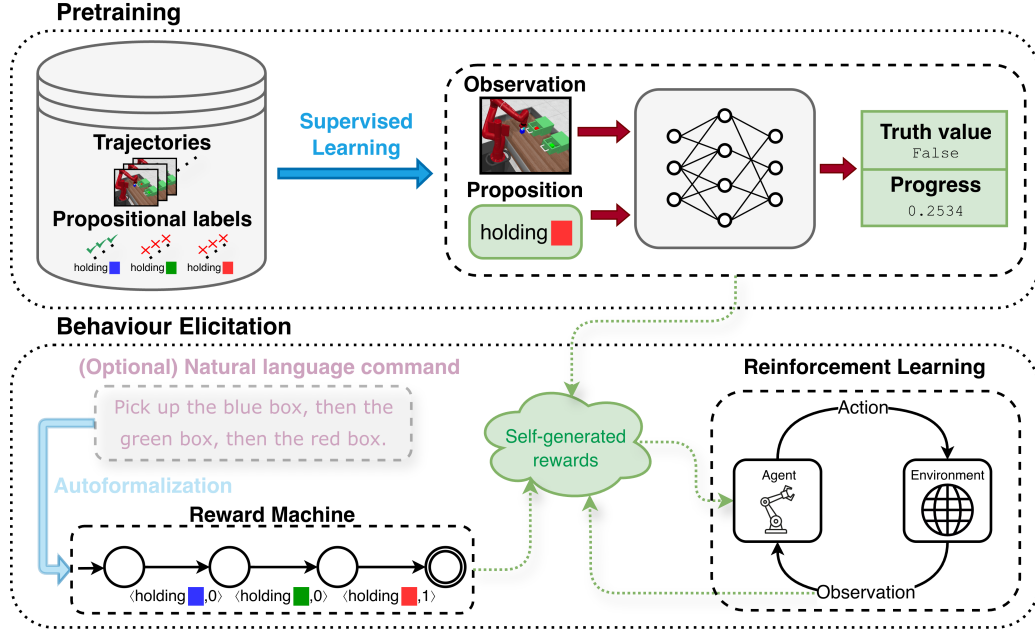 Pretraining
Trajectories
Propositional labels
holding
holding
holding
Supervised
Learning
Observation
Proposition
holding
Truth value
False
Progress
0.2534
Behaviour Elicitation
(Optional) Natural language command
Pick up the blue box, then the
green box, then the red box.
Autoformalization
Reward Machine
⟨holding ,0⟩ ⟨holding ,0⟩ ⟨holding ,1⟩
Self-generated
rewards
Reinforcement Learning
Action
Agent
Environment
Observation